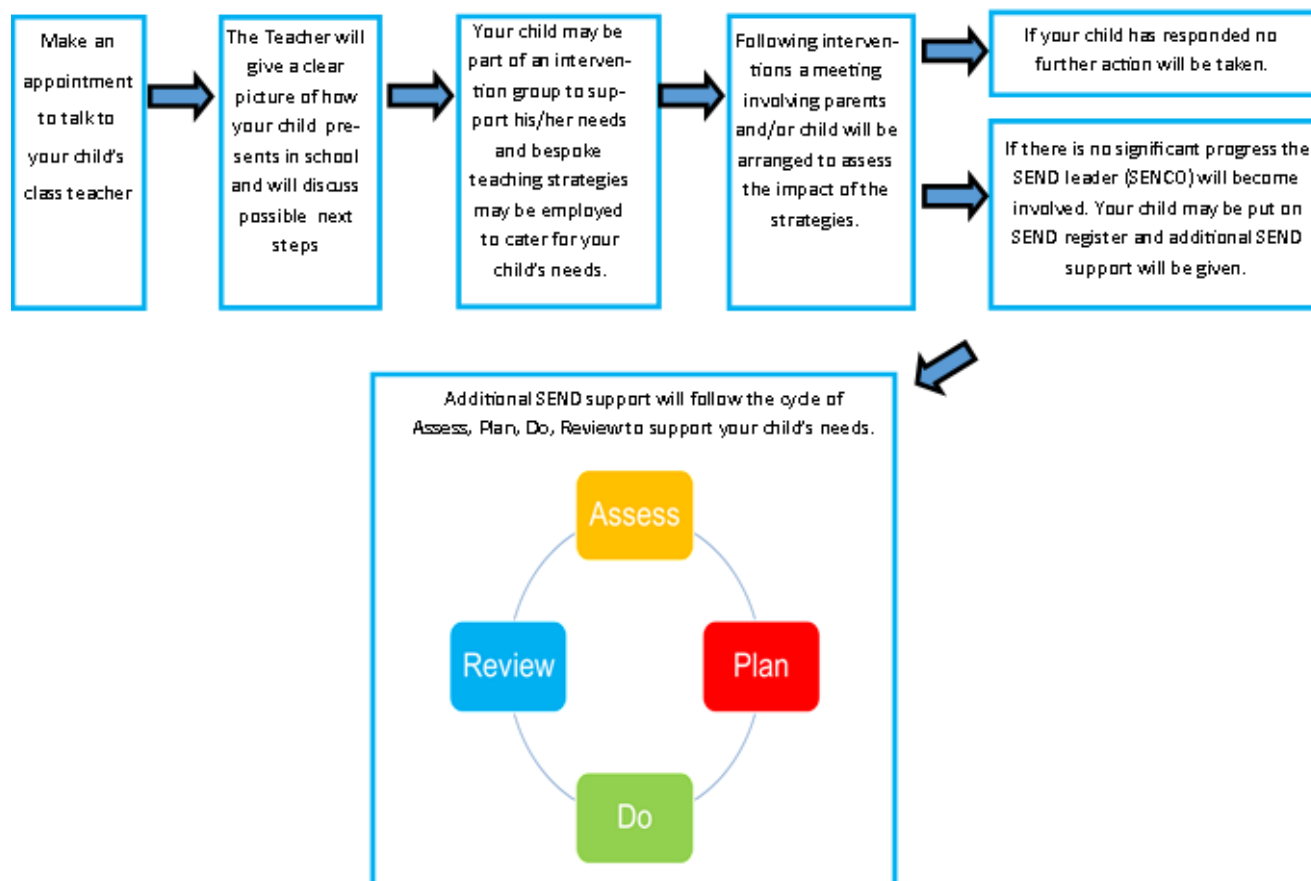 Make an
appointment
to talk to
your child's
class teacher
The Teacher will
give a clear
picture of how
your child pre-
sents in school
and will discuss
possible next
steps
Your child may be
part of an interven-
tion group to sup-
port his/her needs
and bespoke
teaching strategies
may be employed
to cater for your
child's needs.
Following interven-
tions a meeting
involving parents
and/or child will be
arranged to assess
the impact of the
strategies.
If your child has responded no
further action will be taken.
If there is no significant progress the
SEND leader (SENCO) will become
involved. Your child may be put on
SEND register and additional SEND
support will be given.
Additional SEND support will follow the cycle of
Assess, Plan, Do, Review to support your child's needs.
Assess
Review
Plan
Do